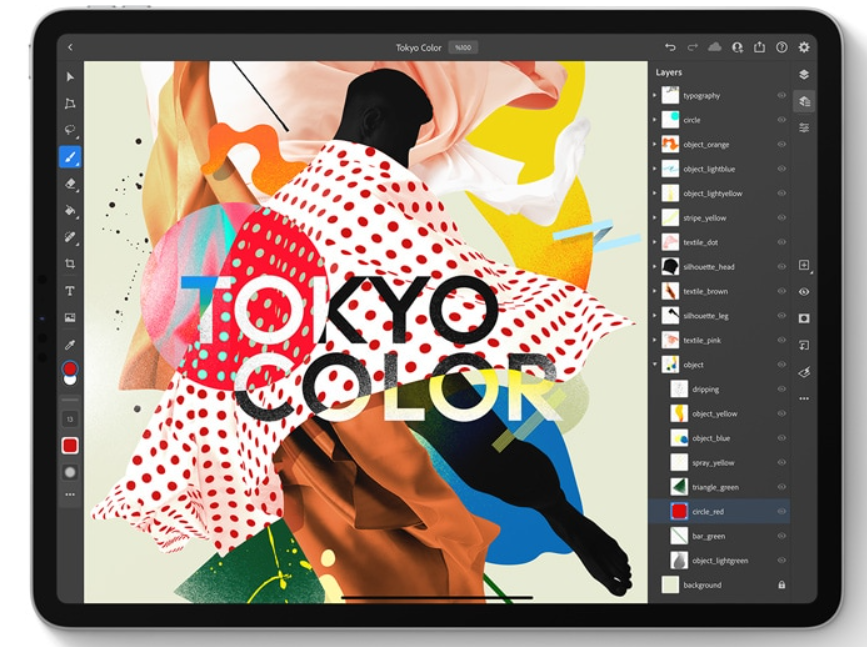 Tokyo Color %100
Layers
typography
circle
object_orange
object_lightblue
object_lightyellow
stripe_yellow
textile_dot
silhouette_head
textile_brown
silhouette_leg
textile_pink
object
dripping
object_yellow
object_blue
spray_yellow
triangle_green
circle_red
bar_green
object_lightgreen
background
T
13
TOKYO
COLOR